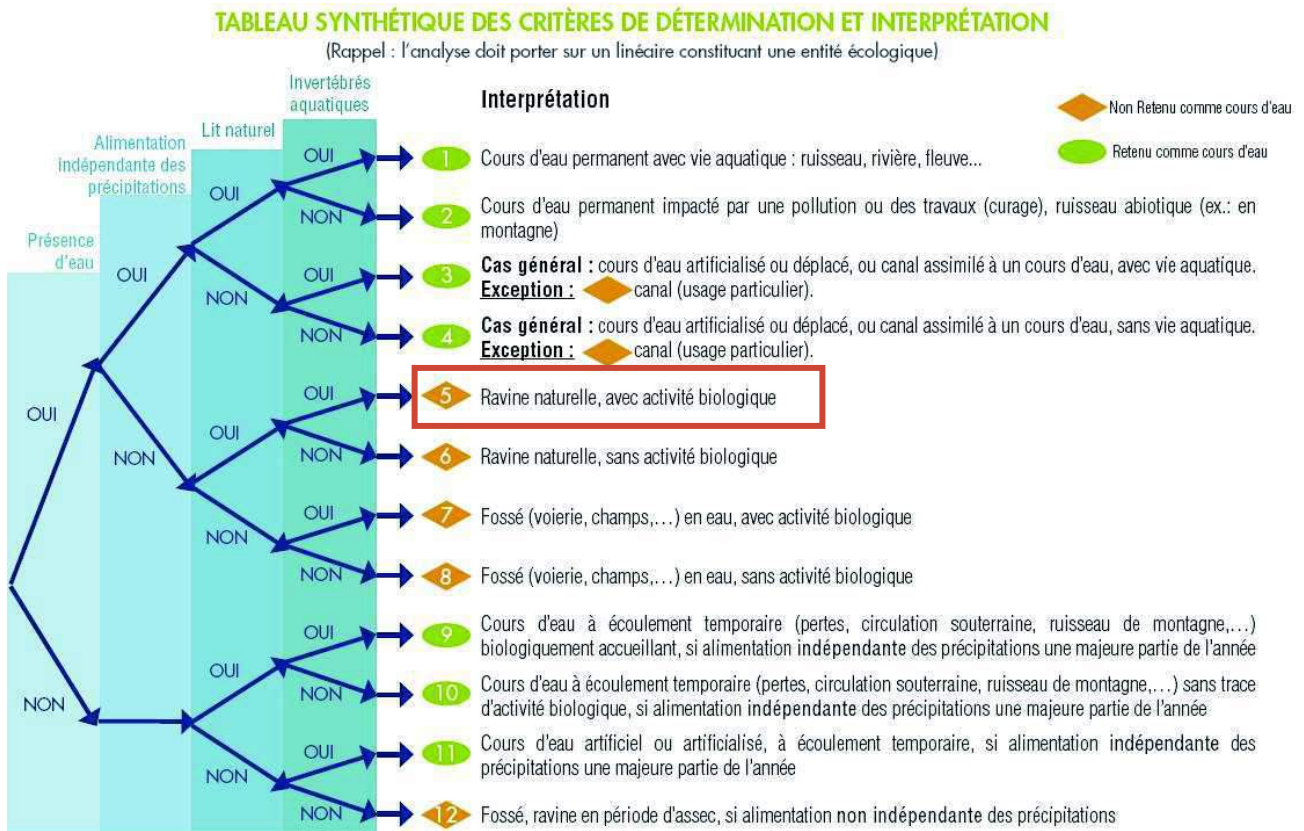 TABLEAU SYNTHÉTIQUE DES CRITÈRES DE DÉTERMINATION ET INTERPRÉTATION
(Rappel : l'analyse doit porter sur un linéaire constituant une entité écologique)
Présence
d'eau
Alimentation
indépendante des
précipitations
Lit naturel
Invertébrés
aquatiques
Interprétation
Non Retenu comme cours d'eau
Retenu comme cours d'eau
OUI
NON
OUI
NON
OUI
NON
OUI
NON
OUI
NON
OUI
NON
OUI
NON
OUI
NON
OUI
NON
OUI
NON
OUI
NON
1 Cours d'eau permanent avec vie aquatique : ruisseau, rivière, fleuve...
2 Cours d'eau permanent impacté par une pollution ou des travaux (curage), ruisseau abiotique (ex.: en
montagne)
3 Cas général : cours d'eau artificialisé ou déplacé, ou canal assimilé à un cours d'eau, avec vie aquatique.
Exception : canal (usage particulier).
4 Cas général : cours d'eau artificialisé ou déplacé, ou canal assimilé à un cours d'eau, sans vie aquatique.
Exception : canal (usage particulier).
5 Ravine naturelle, avec activité biologique
6 Ravine naturelle, sans activité biologique
7 Fossé (voierie, champs,...) en eau, avec activité biologique
8 Fossé (voierie, champs,...) en eau, sans activité biologique
9 Cours d'eau à écoulement temporaire (pertes, circulation souterraine, ruisseau de montagne,...)
biologiquement accueillant, si alimentation indépendante des précipitations une majeure partie de l'année
10 Cours d'eau à écoulement temporaire (pertes, circulation souterraine, ruisseau de montagne,...) sans trace
d'activité biologique, si alimentation indépendante des précipitations une majeure partie de l'année
11 Cours d'eau artificiel ou artificialisé, à écoulement temporaire, si alimentation indépendante des
précipitations une majeure partie de l'année
12 Fossé, ravine en période d'assec, si alimentation non indépendante des précipitations